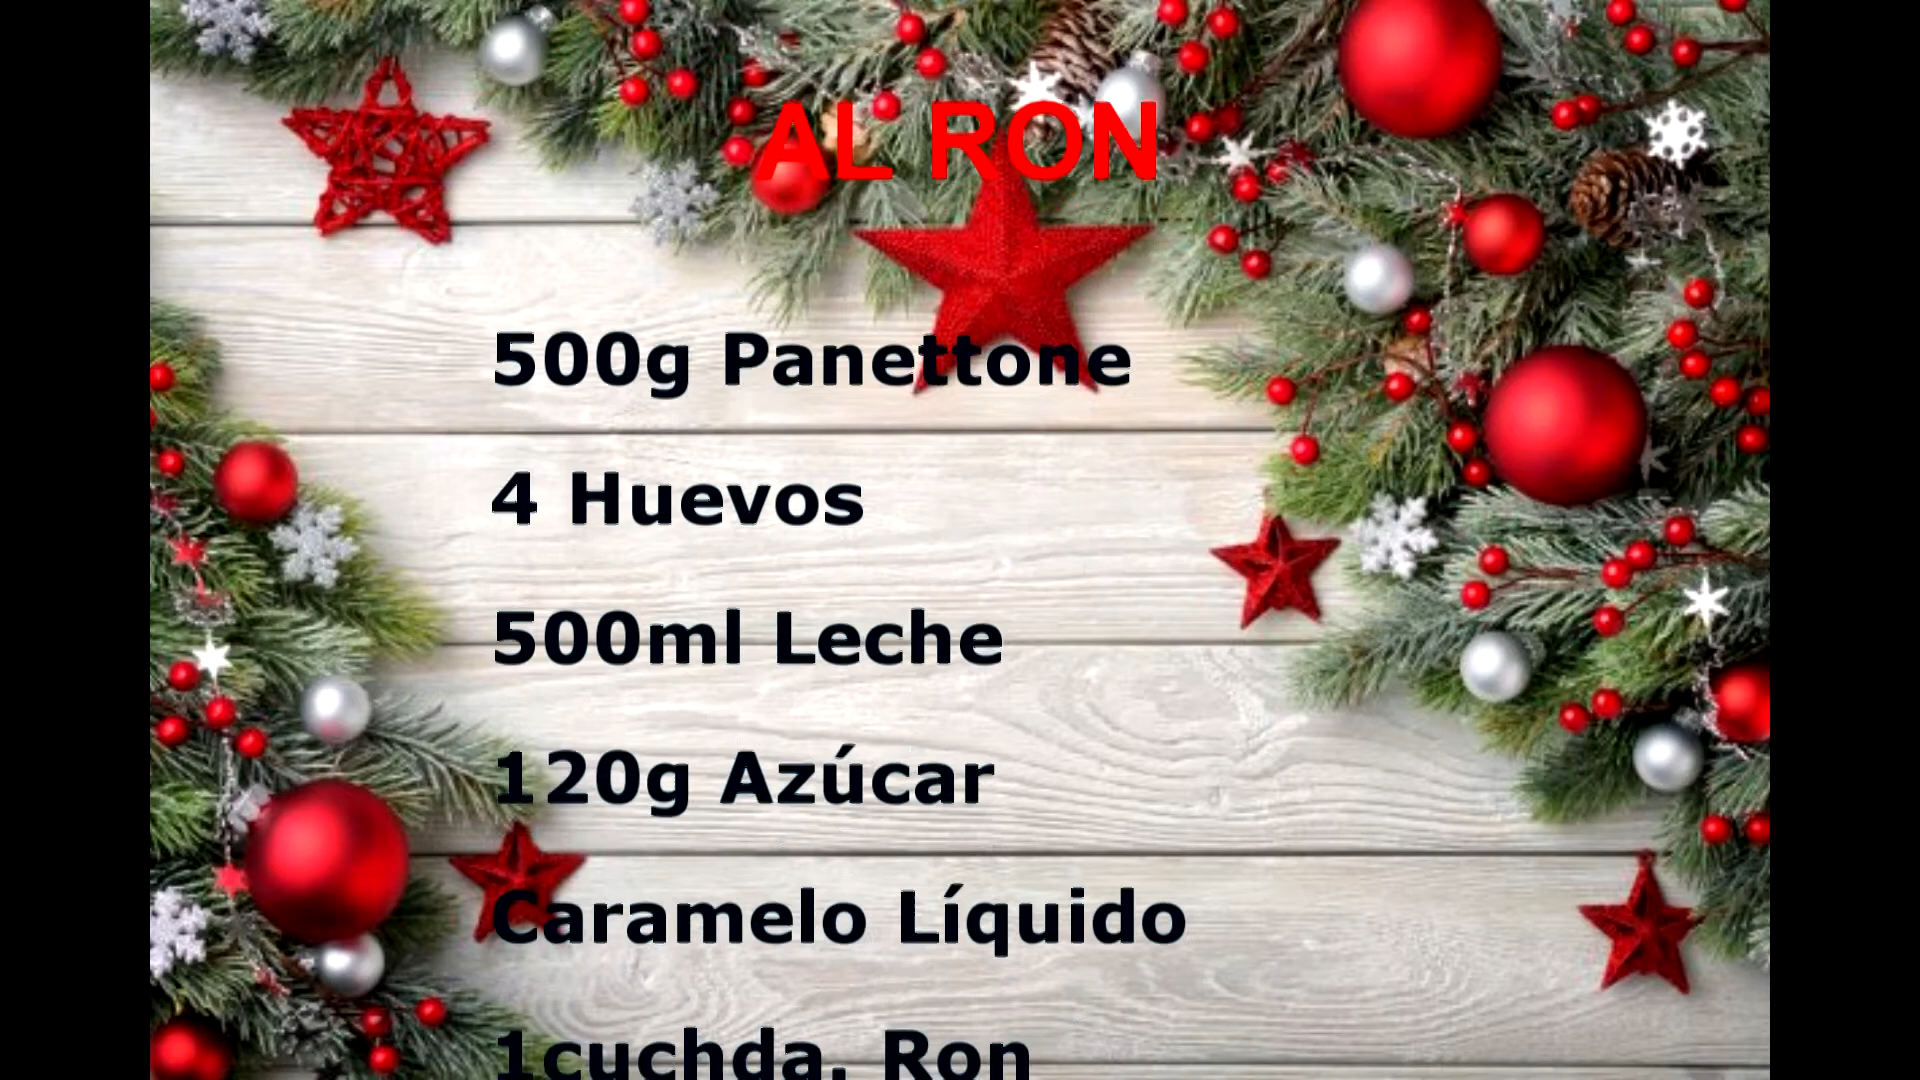 AL RON
500g Panettone
4 Huevos
500ml Leche
120g Azúcar
Caramelo Líquido
1cuchda. Ron